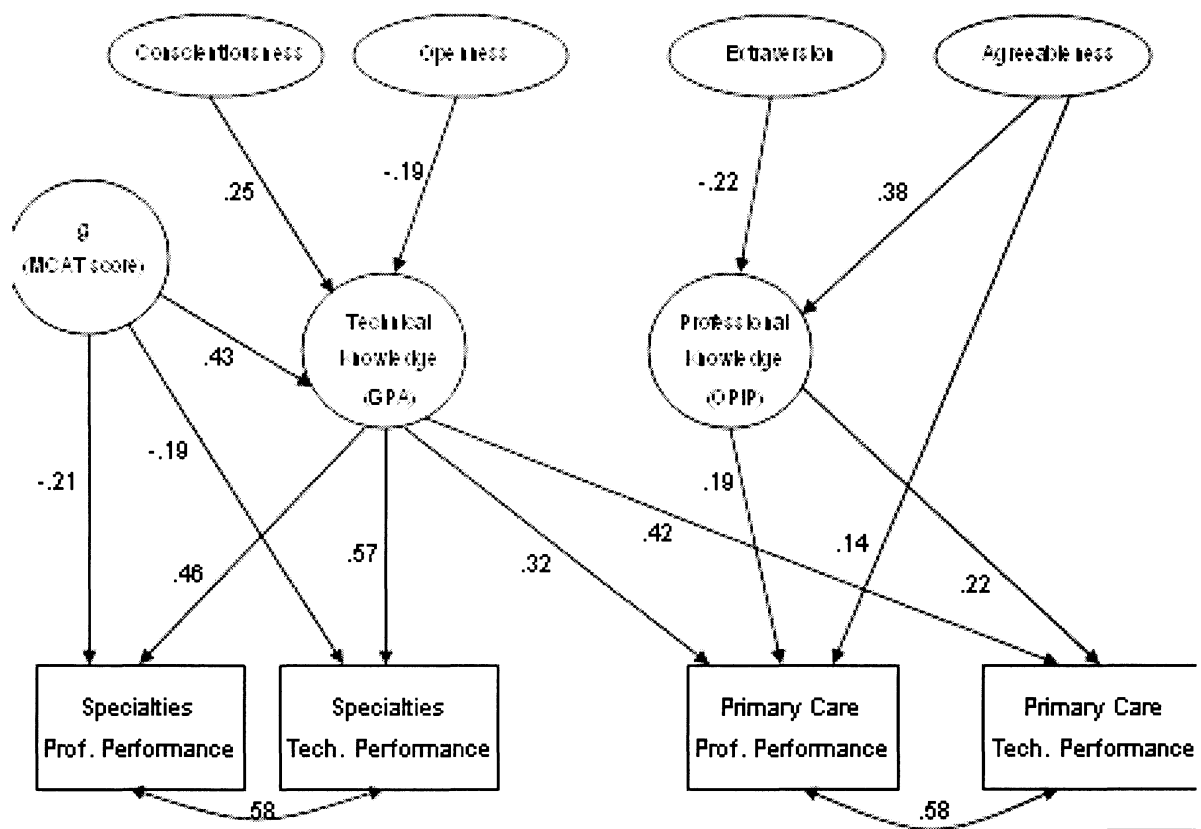 Conscientiousness
Openness
Extraversion
Agreeableness
.25
-.19
-.22
.38
g
(MCAT score)
Technical
Knowledge
(GPA)
Professional
Knowledge
(OPIP)
.43
-.21
-.19
.46
.57
.32
.42
.19
.14
.22
Specialties
Prof. Performance
Specialties
Tech. Performance
Primary Care
Prof. Performance
Primary Care
Tech. Performance
.58
.58